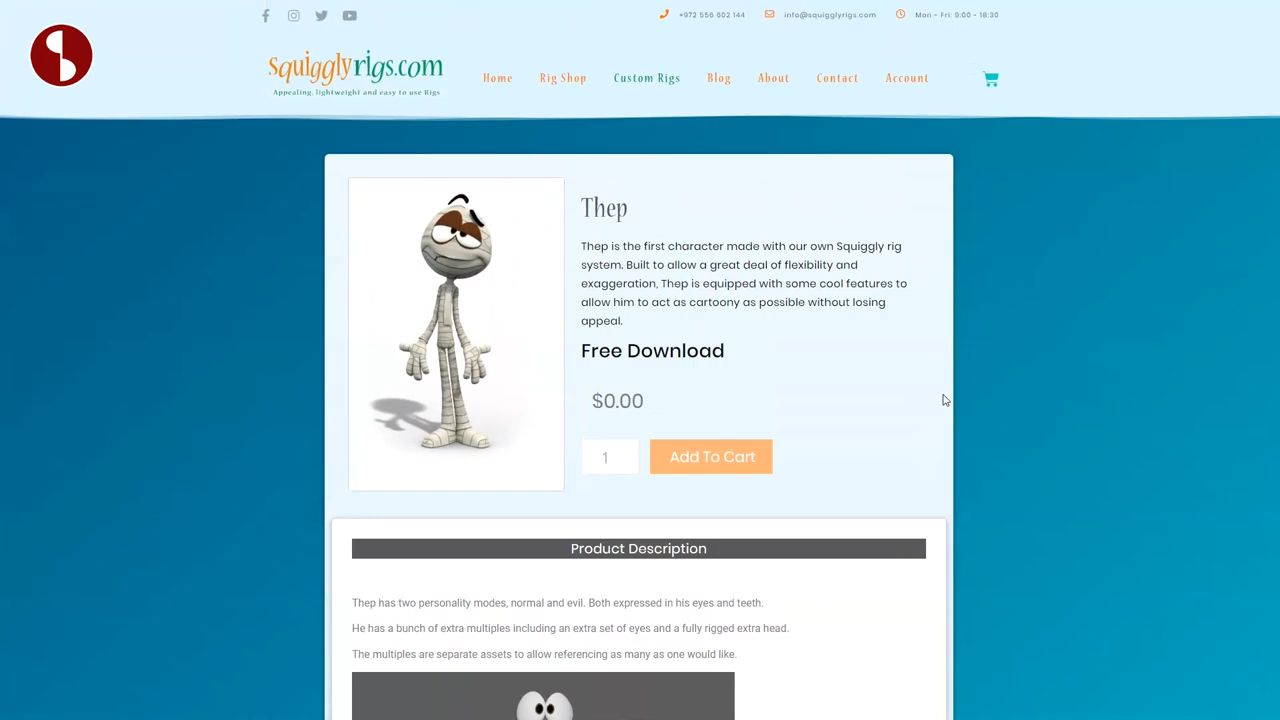 +972 556 602 144
info@squigglyrigs.com
Mon - Fri: 9:00 - 18:30
squigglyrigs.com
Appealing, lightweight and easy to use Rigs
Home
Rig Shop
Custom Rigs
Blog
About
Contact
Account
Thep
Thep is the first character made with our own Squiggly rig
system. Built to allow a great deal of flexibility and
exaggeration, Thep is equipped with some cool features to
allow him to act as cartoony as possible without losing
appeal.
Free Download
$0.00
1
Add To Cart
Product Description
Thep has two personality modes, normal and evil. Both expressed in his eyes and teeth.
He has a bunch of extra multiples including an extra set of eyes and a fully rigged extra head.
The multiples are separate assets to allow referencing as many as one would like.